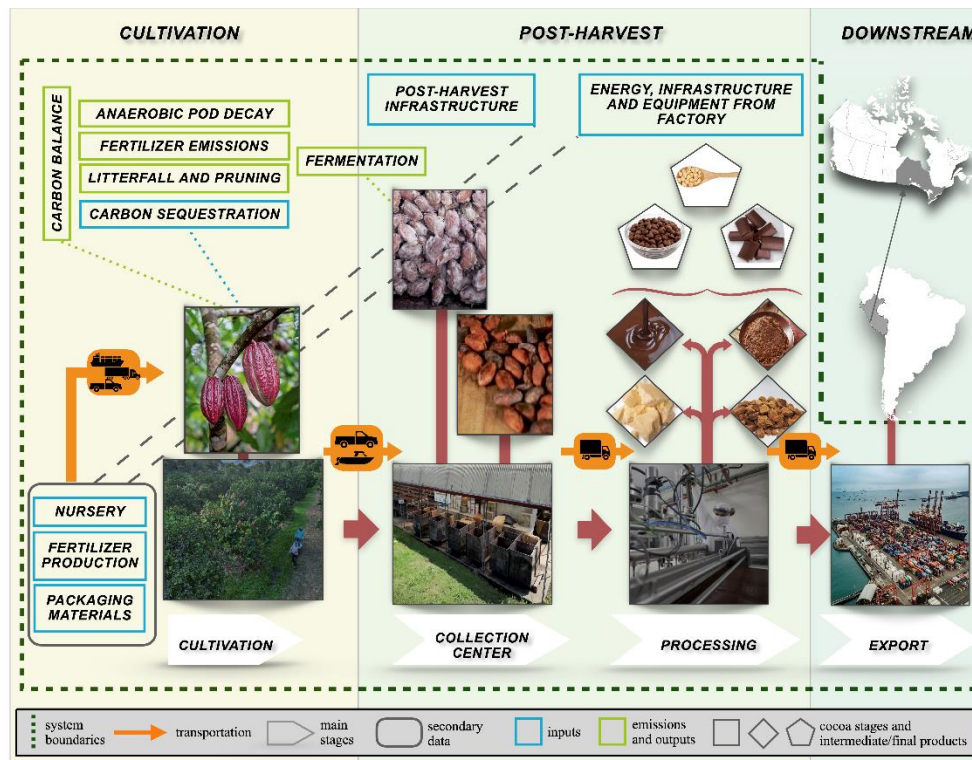 CULTIVATION
POST-HARVEST
DOWNSTREAM
CARBON BALANCE
ANAEROBIC POD DECAY
FERTILIZER EMISSIONS
LITTERFALL AND PRUNING
CARBON SEQUESTRATION
FERMENTATION
POST-HARVEST
INFRASTRUCTURE
ENERGY, INFRASTRUCTURE
AND EQUIPMENT FROM
FACTORY
NURSERY
FERTILIZER
PRODUCTION
PACKAGING
MATERIALS
CULTIVATION
COLLECTION
CENTER
PROCESSING
EXPORT
system
boundaries
transportation
main
stages
secondary
data
inputs
emissions
and outputs
cocoa stages and
intermediate/final products